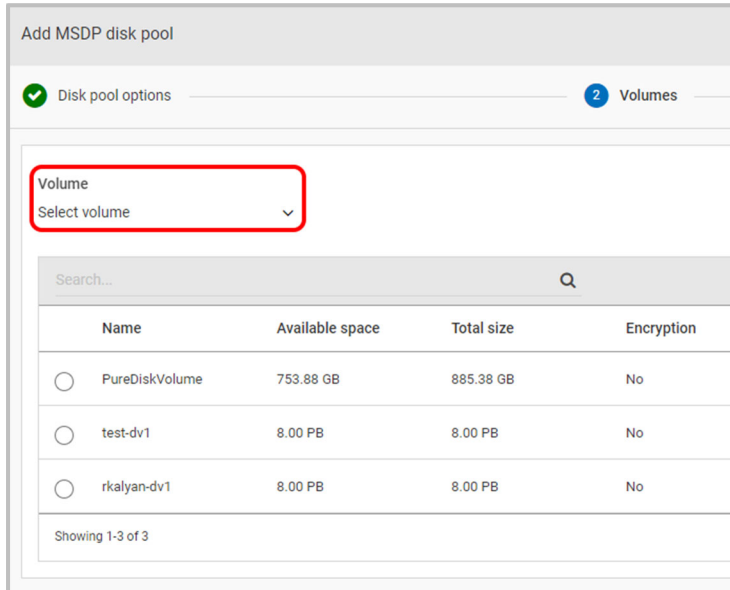 Add MSDP disk pool
Disk pool options 2 Volumes
Volume
Select volume
Search...
Name Available space Total size Encryption
PureDiskVolume 753.88 GB 885.38 GB No
test-dv1 8.00 PB 8.00 PB No
rkalyan-dv1 8.00 PB 8.00 PB No
Showing 1-3 of 3